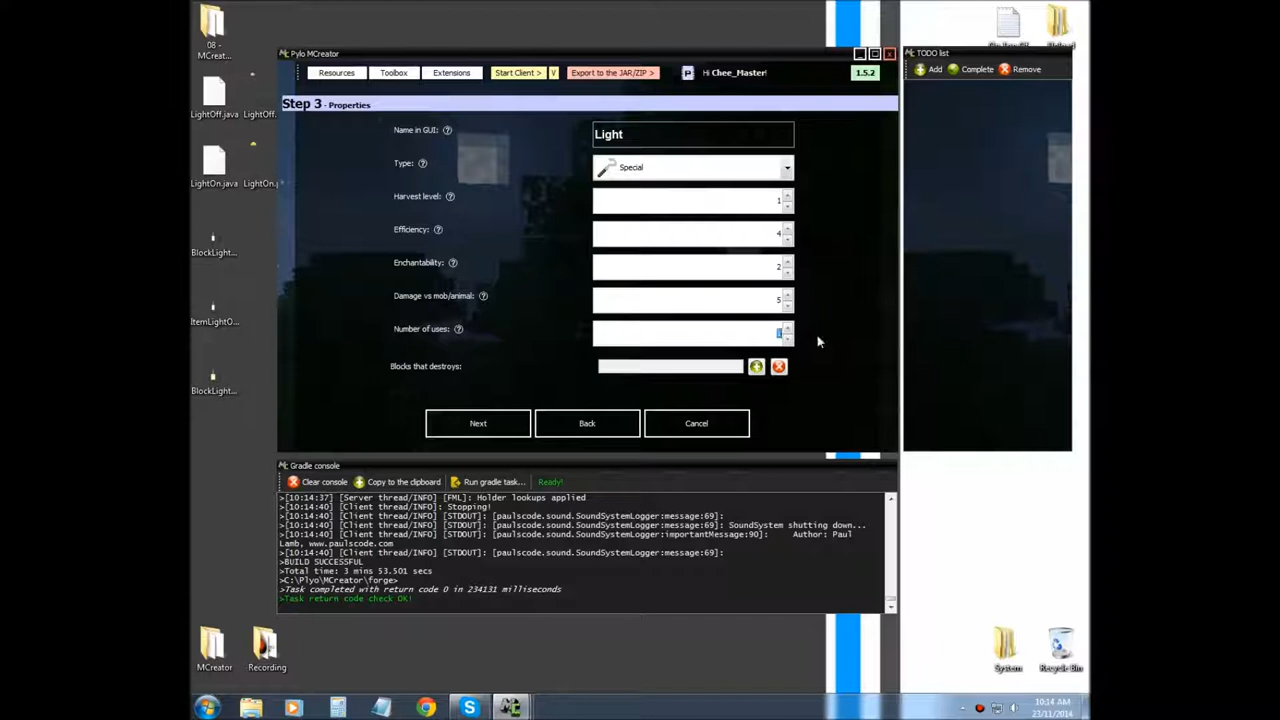 08 -
MCreat...
LightOff.java
LightOff.
LightOn.java
LightOn.p
BlockLight...
ItemLightO...
BlockLight...
MCreator
Recording
Pylo MCreator
Resources
Toolbox
Extensions
Start Client >
V
Export to the JAR/ZIP >
P
Hi Chee_Master!
1.5.2
Step 3 - Properties
Name in GUI:
Light
Type:
Special
Harvest level:
1
Efficiency:
4
Enchantability:
2
Damage vs mob/animal:
5
Number of uses:
Blocks that destroys:
Next
Back
Cancel
TODO list
Add
Complete
Remove
Gradle console
Clear console
Copy to the clipboard
Run gradle task...
Ready!
>[10:14:37] [Server thread/INFO] [FML]: Holder lookups applied
>[10:14:40] [Client thread/INFO] [STDOUT]: Stopping!
>[10:14:40] [Client thread/INFO] [STDOUT]: [paulscode.sound.SoundSystemLogger:message:69]:
>[10:14:40] [Client thread/INFO] [STDOUT]: [paulscode.sound.SoundSystemLogger:message:69]: SoundSystem shutting down...
>[10:14:40] [Client thread/INFO] [STDOUT]: [paulscode.sound.SoundSystemLogger:importantMessage:90]: Author: Paul
Lamb, www.paulscode.com
>[10:14:40] [Client thread/INFO] [STDOUT]: [paulscode.sound.SoundSystemLogger:message:69]:
>BUILD SUCCESSFUL
>Total time: 3 mins 53.501 secs
>C:\Plyo\MCreator\forge>
>Task completed with return code 0 in 234131 milliseconds
>Task return code check OK!
System
Recycle Bin
10:14 AM
23/11/2014